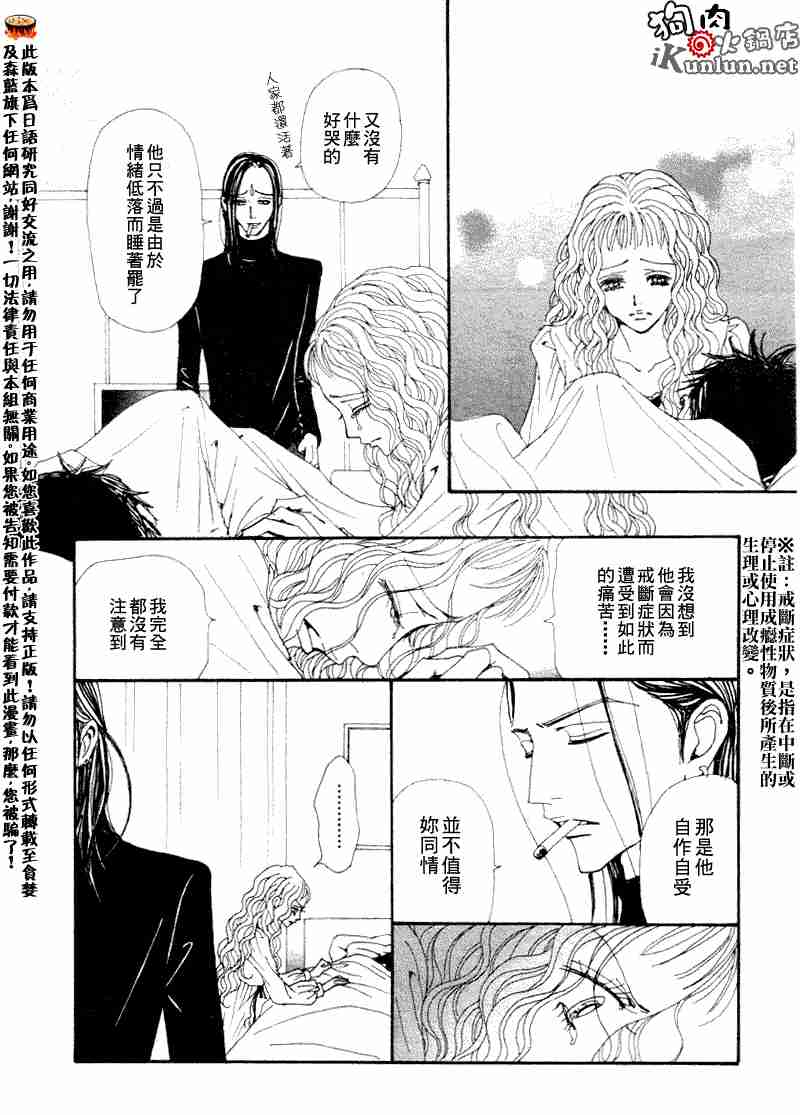 狗肉
火鍋店
iKunlun.net
此版本爲日語研究同好交流之用，請勿用于任何商業用途。如您喜歡此作品，請支持正版！請勿以任何形式轉載至貪婪
及森藍旗下任何網站，謝謝！一切法律責任與本組無關。如果您被告知需要付款才能看到此漫畫，那麼，您被騙了！
又沒有
什麼
好哭的
人家都還活著
他只不過是由於
情緒低落而睡著罷了
我沒想到
他會因為
戒斷症狀而
遭受到如此
的痛苦……
我完全
都沒有
注意到
※註：戒斷症狀，是指在中斷或
停止使用成癮性物質後所產生的
生理或心理改變。
那是他
自作自受
並不值得
妳同情
………